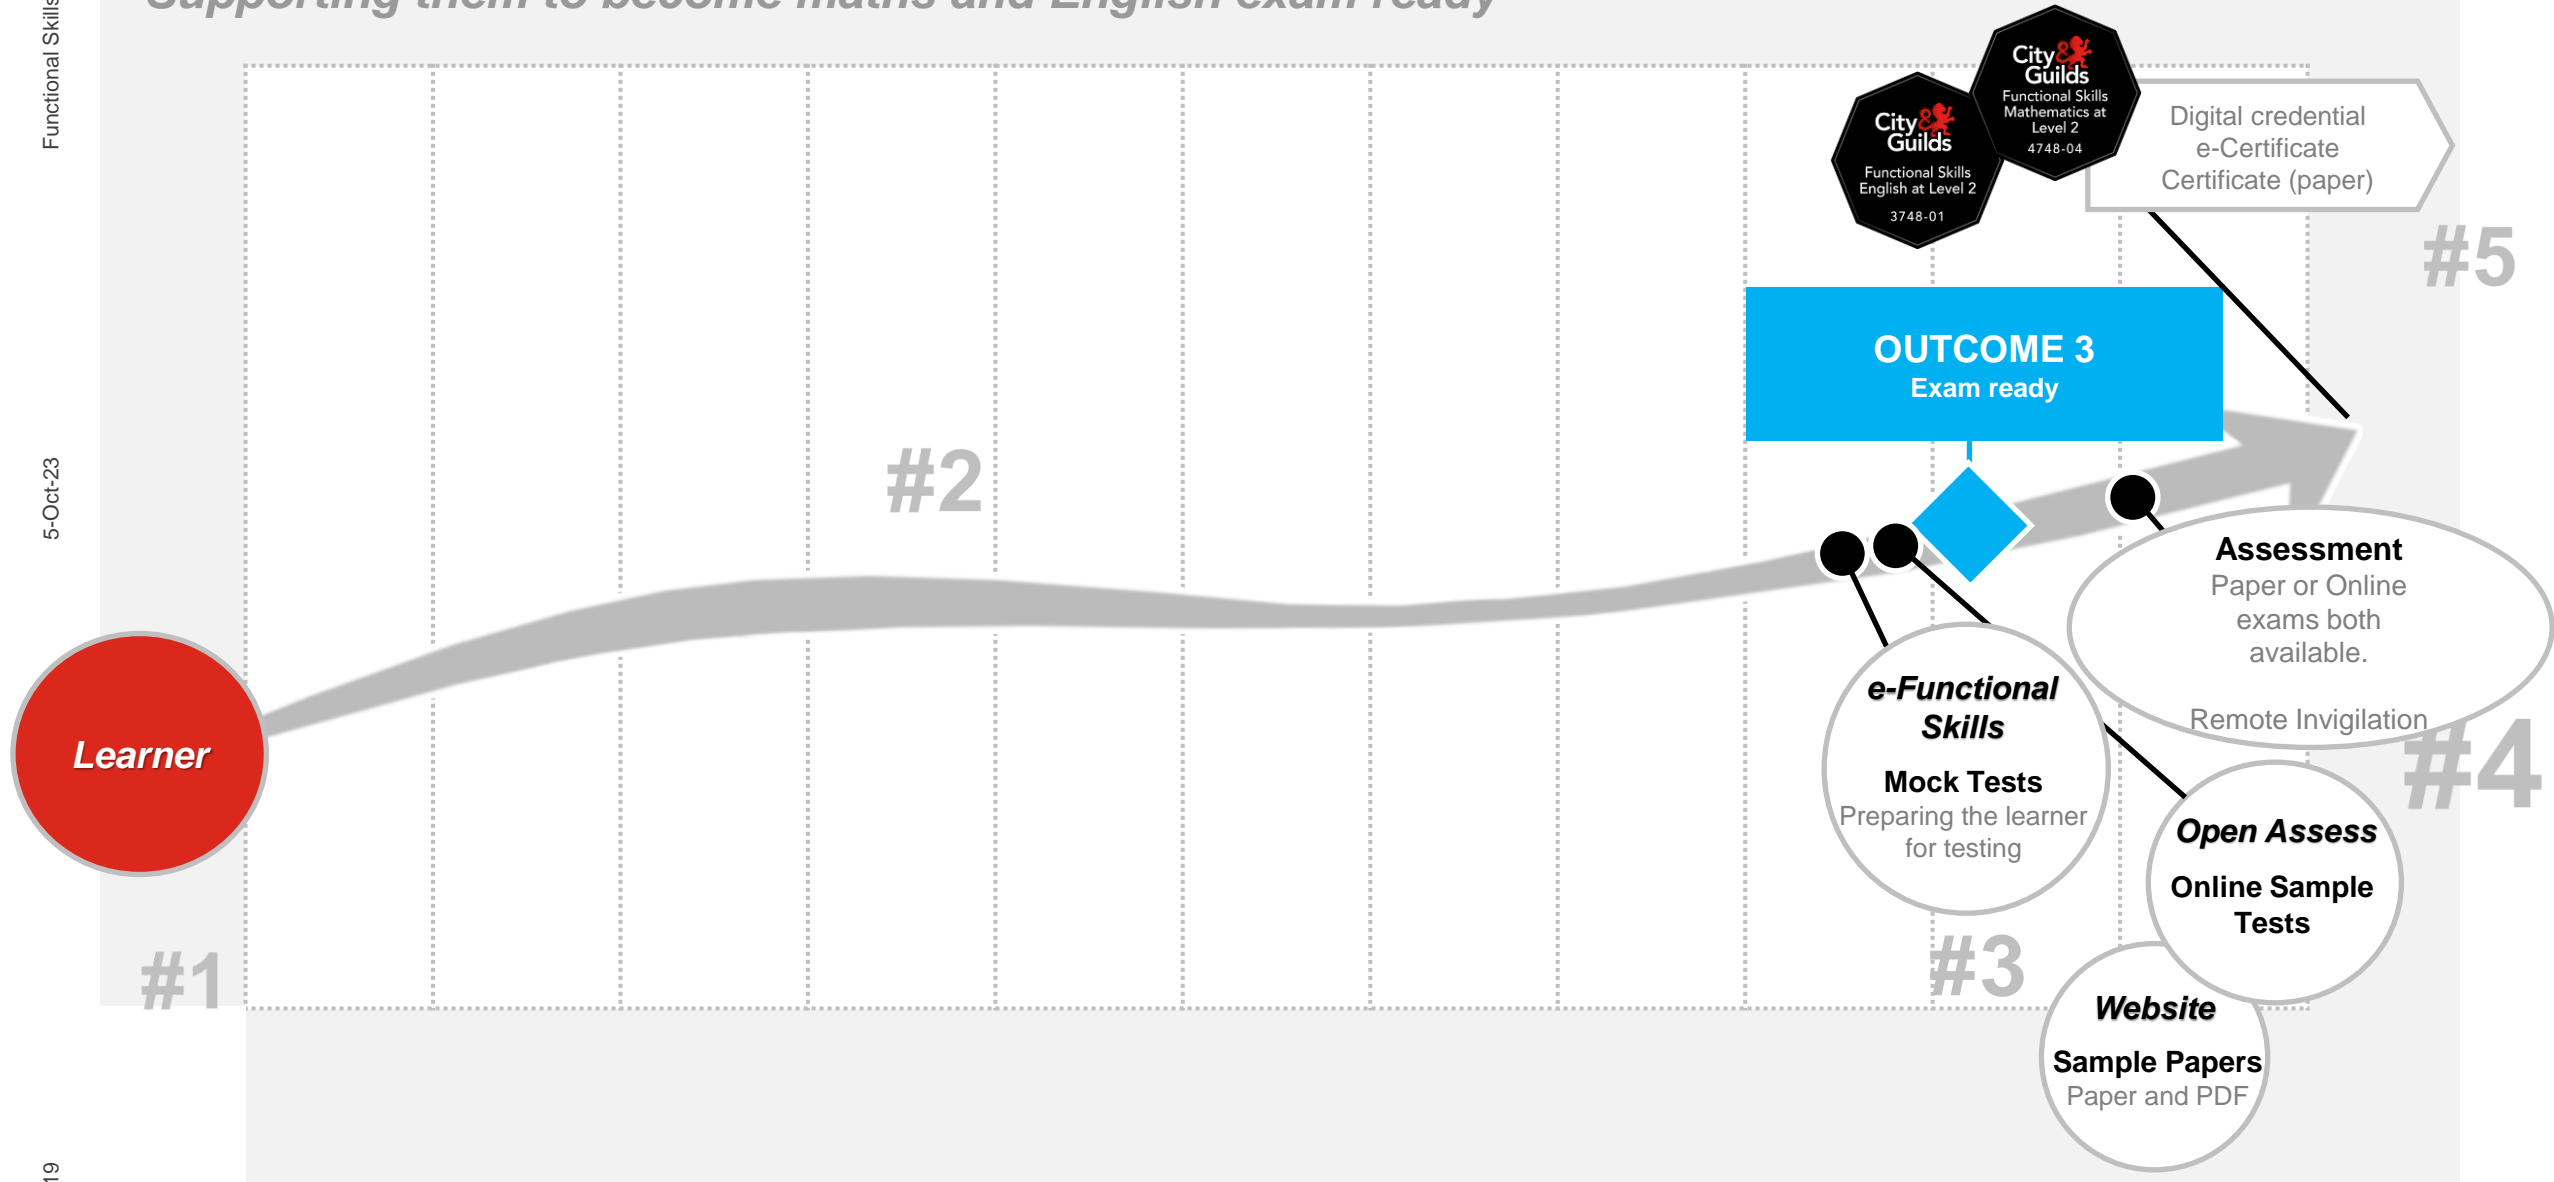 Supporting them to become maths and English exam ready
Functional Skills
5-Oct-23
19
City & Guilds
Functional Skills
Mathematics at
Level 2
4748-04
City & Guilds
Functional Skills
English at Level 2
3748-01
Digital credential
e-Certificate
Certificate (paper)
#5
OUTCOME 3
Exam ready
#2
Assessment
Paper or Online
exams both
available.
Remote Invigilation
#4
Learner
e-Functional
Skills
Mock Tests
Preparing the learner
for testing
Open Assess
Online Sample
Tests
#1
#3
Website
Sample Papers
Paper and PDF